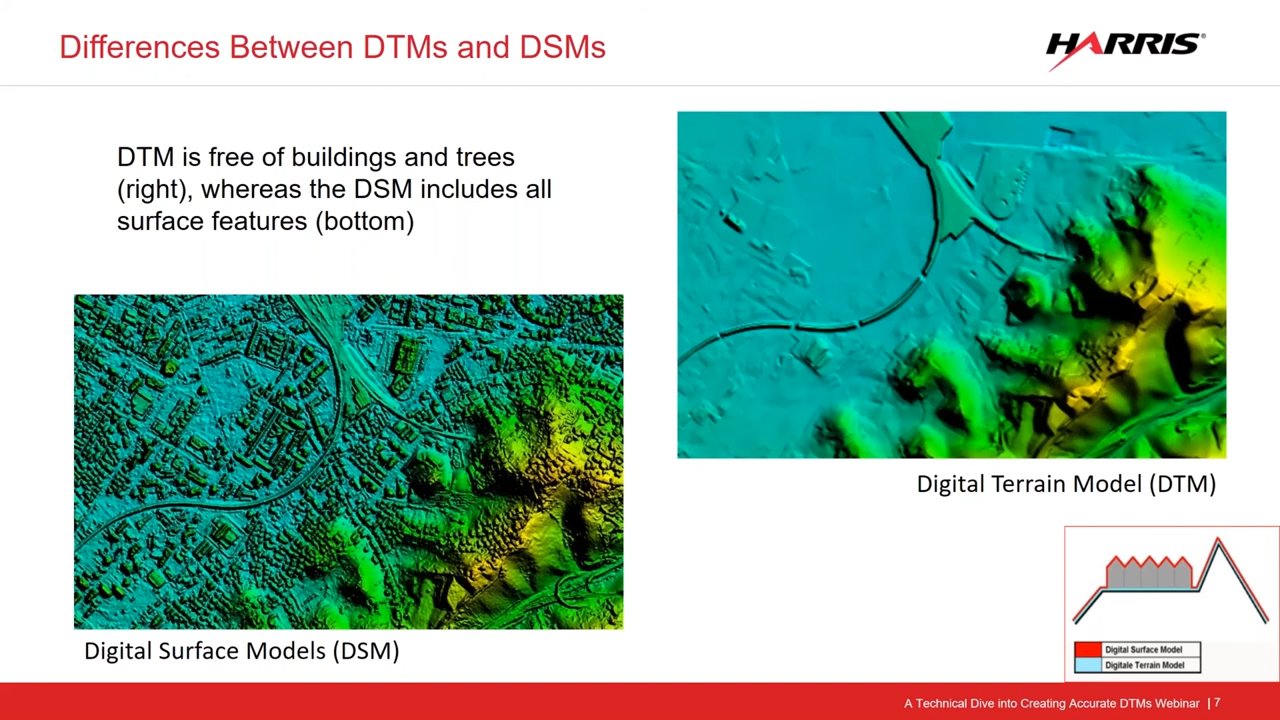 Differences Between DTMs and DSMs
HARRIS®
DTM is free of buildings and trees
(right), whereas the DSM includes all
surface features (bottom)
Digital Terrain Model (DTM)
Digital Surface Models (DSM)
Digital Surface Model
Digitale Terrain Model
A Technical Dive into Creating Accurate DTMs Webinar | 7